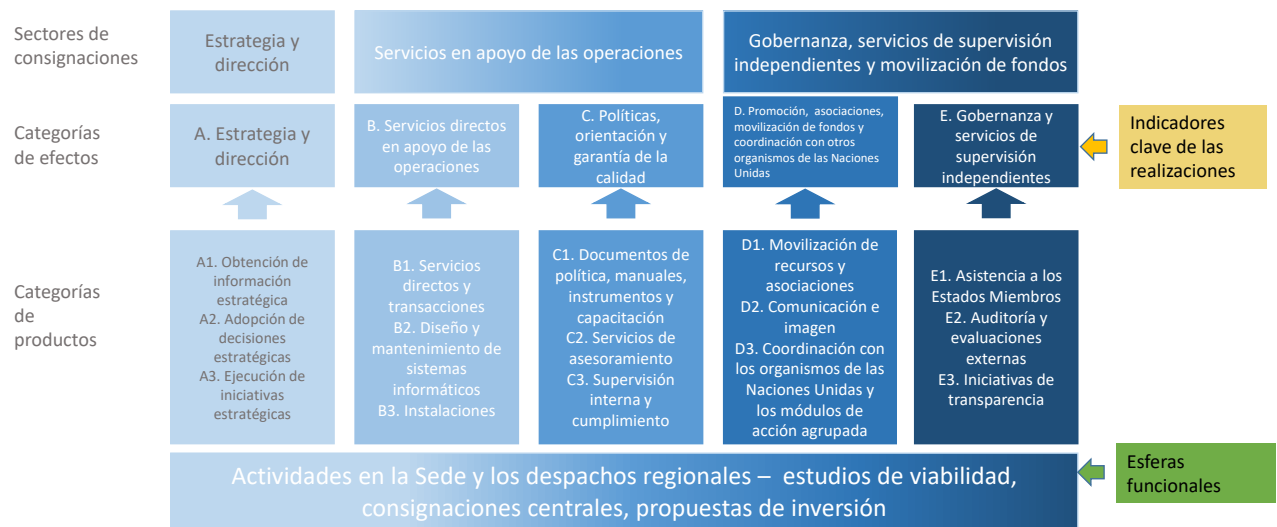 Sectores de
consignaciones
Estrategia y
dirección
Servicios en apoyo de las operaciones
Gobernanza, servicios de supervisión
independientes y movilización de fondos
Categorías
de efectos
A. Estrategia y
dirección
B. Servicios directos
en apoyo de las
operaciones
C. Políticas,
orientación y
garantía de la
calidad
D. Promoción, asociaciones,
movilización de fondos y
coordinación con otros
organismos de las Naciones
Unidas
E. Gobernanza y
servicios de
supervisión
independientes
Indicadores
clave de las
realizaciones
Categorías
de
productos
A1. Obtención de
información
estratégica
A2. Adopción de
decisiones
estratégicas
A3. Ejecución de
iniciativas
estratégicas
B1. Servicios
directos y
transacciones
B2. Diseño y
mantenimiento de
sistemas
informáticos
B3. Instalaciones
C1. Documentos de
política, manuales,
instrumentos y
capacitación
C2. Servicios de
asesoramiento
C3. Supervisión
interna y
cumplimiento
D1. Movilización de
recursos y
asociaciones
D2. Comunicación e
imagen
D3. Coordinación con
los organismos de las
Naciones Unidas y
los módulos de
acción agrupada
E1. Asistencia a los
Estados Miembros
E2. Auditoría y
evaluaciones
externas
E3. Iniciativas de
transparencia
Actividades en la Sede y los despachos regionales – estudios de viabilidad,
consignaciones centrales, propuestas de inversión
Esferas
funcionales